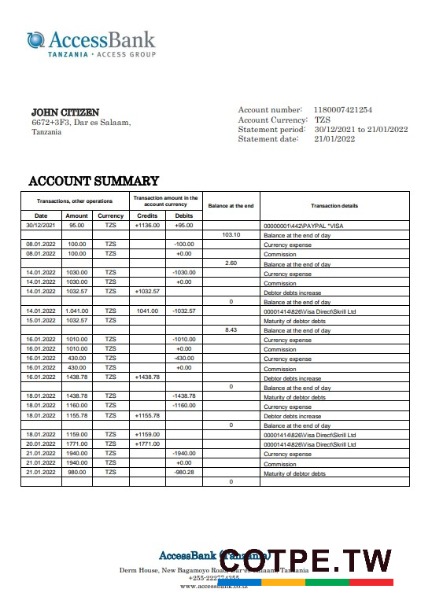 AccessBank
TANZANIA • ACCESS GROUP
JOHN CITIZEN
6672+3F3, Dar es Salaam,
Tanzania
Account number: 1180007421254
Account Currency: TZS
Statement period: 30/12/2021 to 21/01/2022
Statement date: 21/01/2022
ACCOUNT SUMMARY
Transactions, other operations Transaction amount in the account currency Balance at the end Transaction details
Date Amount Currency Credits Debits
30/12/2021 95.00 TZS +1136.00 +95.00 00000001\442\PAYPAL *VISA
103.10 Balance at the end of day
08.01.2022 100.00 TZS -100.00 Currency expense
08.01.2022 100.00 TZS +0.00 Commission
2.60 Balance at the end of day
14.01.2022 1030.00 TZS -1030.00 Currency expense
14.01.2022 1030.00 TZS +0.00 Commission
14.01.2022 1032.57 TZS +1032.57 Debtor debts increase
0 Balance at the end of day
14.01.2022 1.041.00 TZS 1041.00 -1032.57 00001414\826\Visa Direct\Skrill Ltd
15.01.2022 1032.57 TZS Maturity of debtor debts
8.43 Balance at the end of day
16.01.2022 1010.00 TZS -1010.00 Currency expense
16.01.2022 1010.00 TZS +0.00 Commission
16.01.2022 430.00 TZS -430.00 Currency expense
16.01.2022 430.00 TZS +0.00 Commission
16.01.2022 1438.78 TZS +1438.78 Debtor debts increase
0 Balance at the end of day
18.01.2022 1438.78 TZS -1438.78 Maturity of debtor debts
18.01.2022 1160.00 TZS -1160.00 Currency expense
18.01.2022 1155.78 TZS +1155.78 Debtor debts increase
0 Balance at the end of day
18.01.2022 1159.00 TZS +1159.00 00001414\826\Visa Direct\Skrill Ltd
20.01.2022 1771.00 TZS +1771.00 00001414\826\Visa Direct\Skrill Ltd
21.01.2022 1940.00 TZS -1940.00 Currency expense
21.01.2022 1940.00 TZS +0.00 Commission
21.01.2022 980.00 TZS -980.28 Maturity of debtor debts
0
AccessBank (Tanzania)
Derm House, New Bagamoyo Road, Dar es Salaam, Tanzania
+255-222774355
www.accessbank.co.tz
COTPE.TW